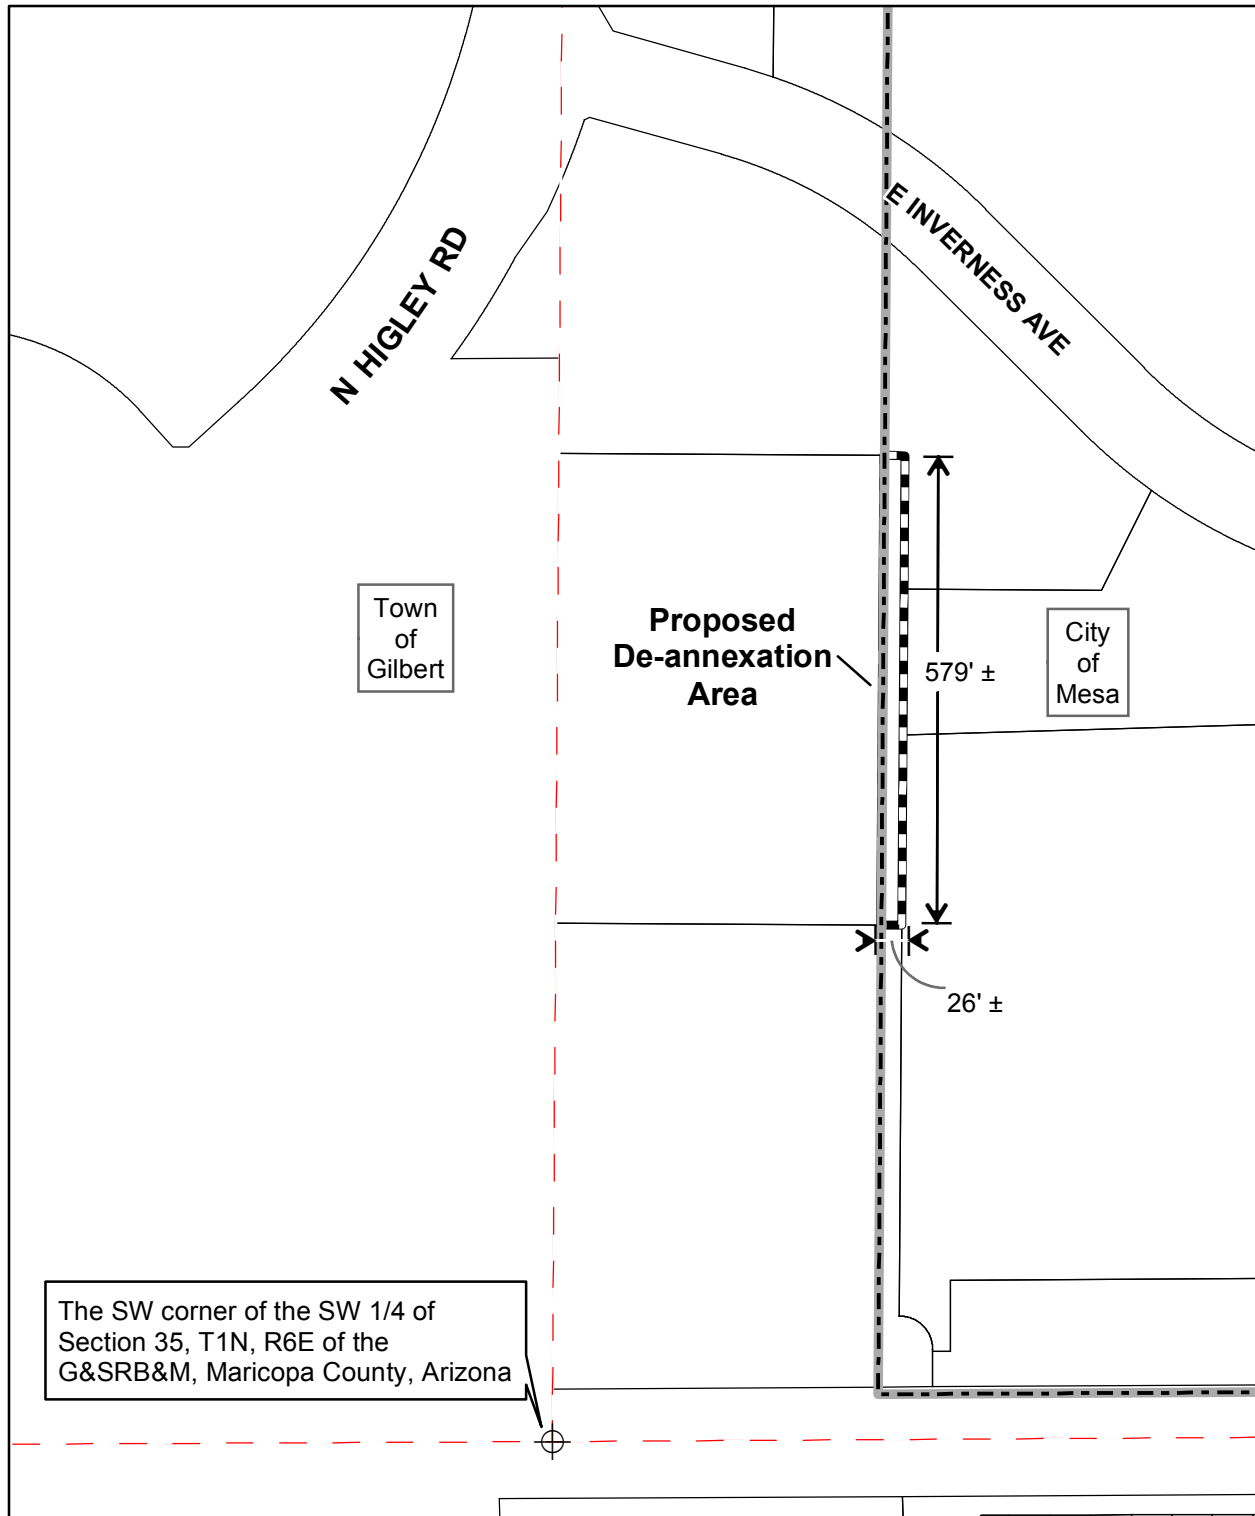 E INVERNESS AVE
N HIGLEY RD
Town
of
Gilbert
Proposed
De-annexation
Area
579' ±
City
of
Mesa
26' ±
The SW corner of the SW 1/4 of
Section 35, T1N, R6E of the
G&SRB&M, Maricopa County, Arizona